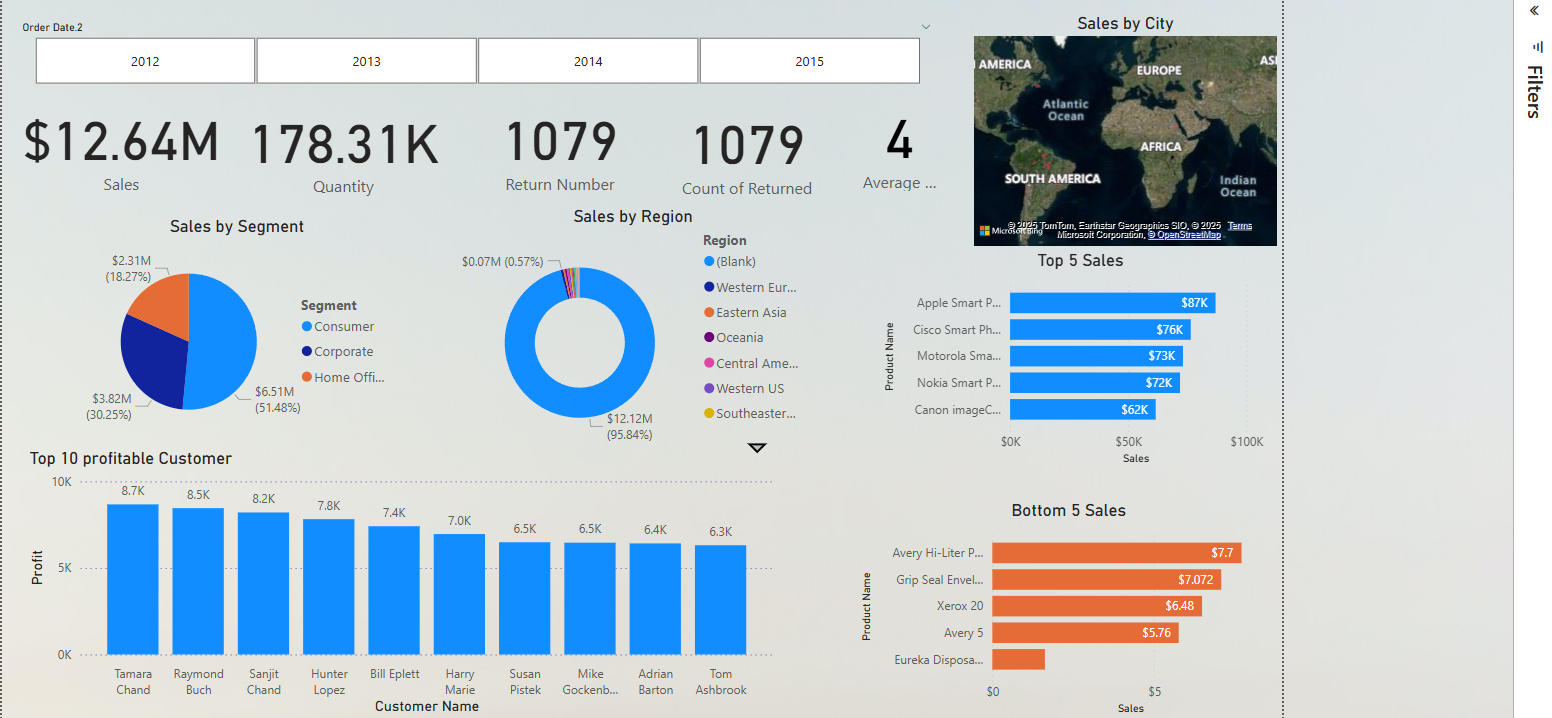 Order Date.2
2012
2013
2014
2015
$12.64M
Sales
178.31K
Quantity
1079
Return Number
1079
Count of Returned
4
Average ...
Sales by City
AMERICA
EUROPE
ASI
Atlantic
Ocean
AFRICA
SOUTH AMERICA
Indian
Ocean
Microsoft Bing
© 2025 TomTom, Earthstar Geographics SIO, © 2025 Terms
Microsoft Corporation, © OpenStreetMap
Filters
Sales by Segment
$2.31M
(18.27%)
$3.82M
(30.25%)
$6.51M
(51.48%)
Segment
Consumer
Corporate
Home Offi...
Sales by Region
$0.07M (0.57%)
$12.12M
(95.84%)
Region
(Blank)
Western Eur...
Eastern Asia
Oceania
Central Ame...
Western US
Southeaster...
Top 5 Sales
Product Name
Apple Smart P...
$87K
Cisco Smart Ph...
$76K
Motorola Sma...
$73K
Nokia Smart P...
$72K
Canon imageC...
$62K
$0K
$50K
$100K
Sales
Top 10 profitable Customer
Profit
10K
5K
0K
8.7K
8.5K
8.2K
7.8K
7.4K
7.0K
6.5K
6.5K
6.4K
6.3K
Tamara
Chand
Raymond
Buch
Sanjit
Chand
Hunter
Lopez
Bill Eplett
Harry
Marie
Susan
Pistek
Mike
Gockenb...
Adrian
Barton
Tom
Ashbrook
Customer Name
Bottom 5 Sales
Product Name
Avery Hi-Liter P...
$7.7
Grip Seal Envel...
$7.072
Xerox 20
$6.48
Avery 5
$5.76
Eureka Disposa...
$0
$5
Sales